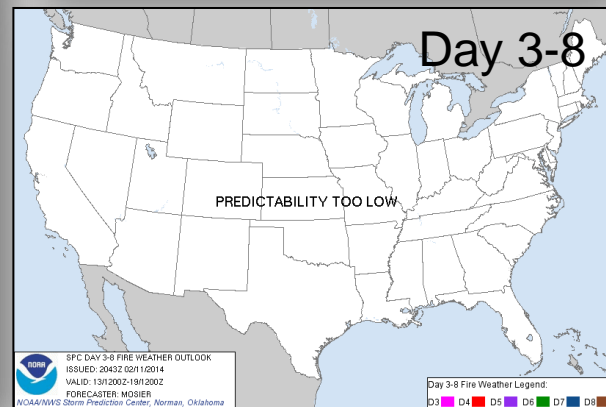 Day 3-8
PREDICTABILITY TOO LOW
NOAA
SPC DAY 3-8 FIRE WEATHER OUTLOOK
ISSUED: 2043Z 02/11/2014
VALID: 13/1200Z-19/1200Z
FORECASTER: MOSIER
NOAA/NWS Storm Prediction Center, Norman, Oklahoma
Day 3-8 Fire Weather Legend:
D3 D4 D5 D6 D7 D8